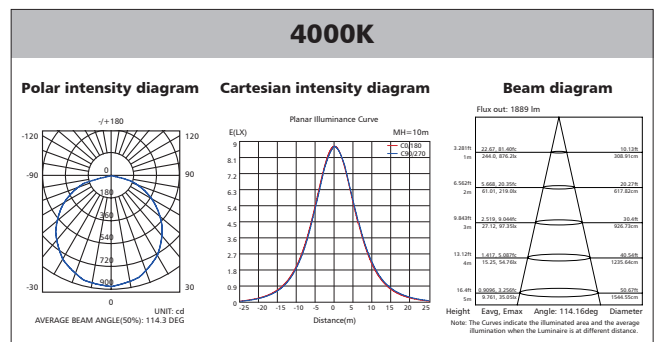 4000K
Polar intensity diagram
Cartesian intensity diagram
Beam diagram
-/+180
-120
120
-90
90
-30
30
0
0
180
360
540
720
900
UNIT: cd
AVERAGE BEAM ANGLE(50%): 114.3 DEG
Planar Illuminance Curve
E(LX)
MH=10m
C0/180
C90/270
9
8.1
7.2
6.3
5.4
4.5
3.6
2.7
1.8
0.9
0
-25 -20 -15 -10 -5 0 5 10 15 20 25
Distance(m)
Flux out: 1889 lm
3.281ft 22.67, 81.40fc 10.13ft
1m 244.0, 876.2lx 308.91cm
6.562ft 5.668, 20.35fc 20.27ft
2m 61.01, 219.0lx 617.82cm
9.843ft 2.519, 9.044fc 30.4ft
3m 27.12, 97.35lx 926.73cm
13.12ft 1.417, 5.087fc 40.54ft
4m 15.25, 54.76lx 1235.64cm
16.4ft 0.9096, 3.256fc 50.67ft
5m 9.761, 35.05lx 1544.55cm
Height Eavg, Emax Angle: 114.16deg Diameter
Note: The Curves indicate the illuminated area and the average
illumination when the Luminaire is at different distance.